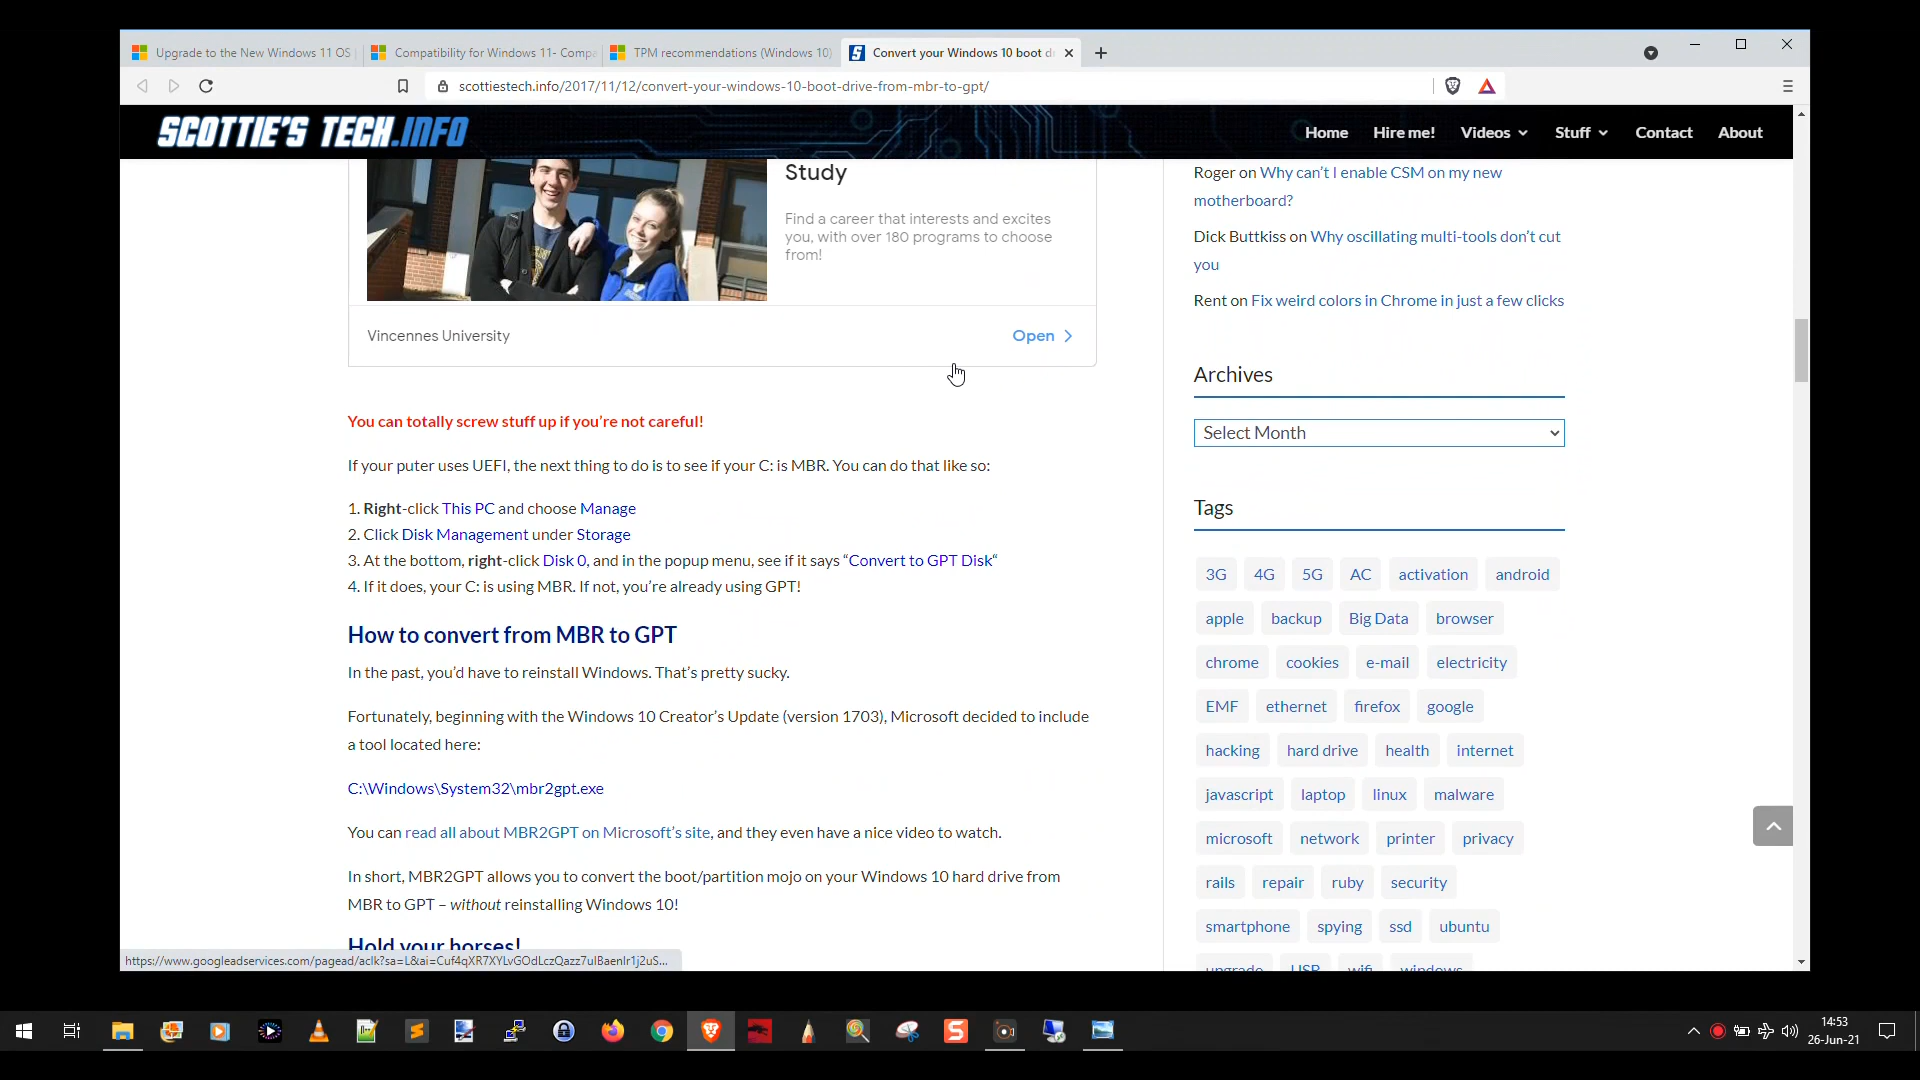 Upgrade to the New Windows 11 OS
Compatibility for Windows 11- Compa
TPM recommendations (Windows 10)
Convert your Windows 10 boot d
scottiestech.info/2017/11/12/convert-your-windows-10-boot-drive-from-mbr-to-gpt/
SCOTTIE'S TECH.INFO
Home Hire me! Videos Stuff Contact About
Study
Find a career that interests and excites
you, with over 180 programs to choose
from!
Vincennes University
Open
You can totally screw stuff up if you're not careful!
If your puter uses UEFI, the next thing to do is to see if your C: is MBR. You can do that like so:
1. Right-click This PC and choose Manage
2. Click Disk Management under Storage
3. At the bottom, right-click Disk 0, and in the popup menu, see if it says “Convert to GPT Disk“
4. If it does, your C: is using MBR. If not, you're already using GPT!
How to convert from MBR to GPT
In the past, you'd have to reinstall Windows. That's pretty sucky.
Fortunately, beginning with the Windows 10 Creator's Update (version 1703), Microsoft decided to include
a tool located here:
C:\Windows\System32\mbr2gpt.exe
You can read all about MBR2GPT on Microsoft's site, and they even have a nice video to watch.
In short, MBR2GPT allows you to convert the boot/partition mojo on your Windows 10 hard drive from
MBR to GPT – without reinstalling Windows 10!
Hold your horses!
Roger on Why can't I enable CSM on my new
motherboard?
Dick Buttkiss on Why oscillating multi-tools don't cut
you
Rent on Fix weird colors in Chrome in just a few clicks
Archives
Select Month
Tags
3G 4G 5G AC activation android
apple backup Big Data browser
chrome cookies e-mail electricity
EMF ethernet firefox google
hacking hard drive health internet
javascript laptop linux malware
microsoft network printer privacy
rails repair ruby security
smartphone spying ssd ubuntu
upgrade USB wifi windows
https://www.googleadservices.com/pagead/aclk?sa=L&ai=Cuf4qXR7XYLvGOdLczQazz7uIBaenlr1j2uS...
14:53
26-Jun-21